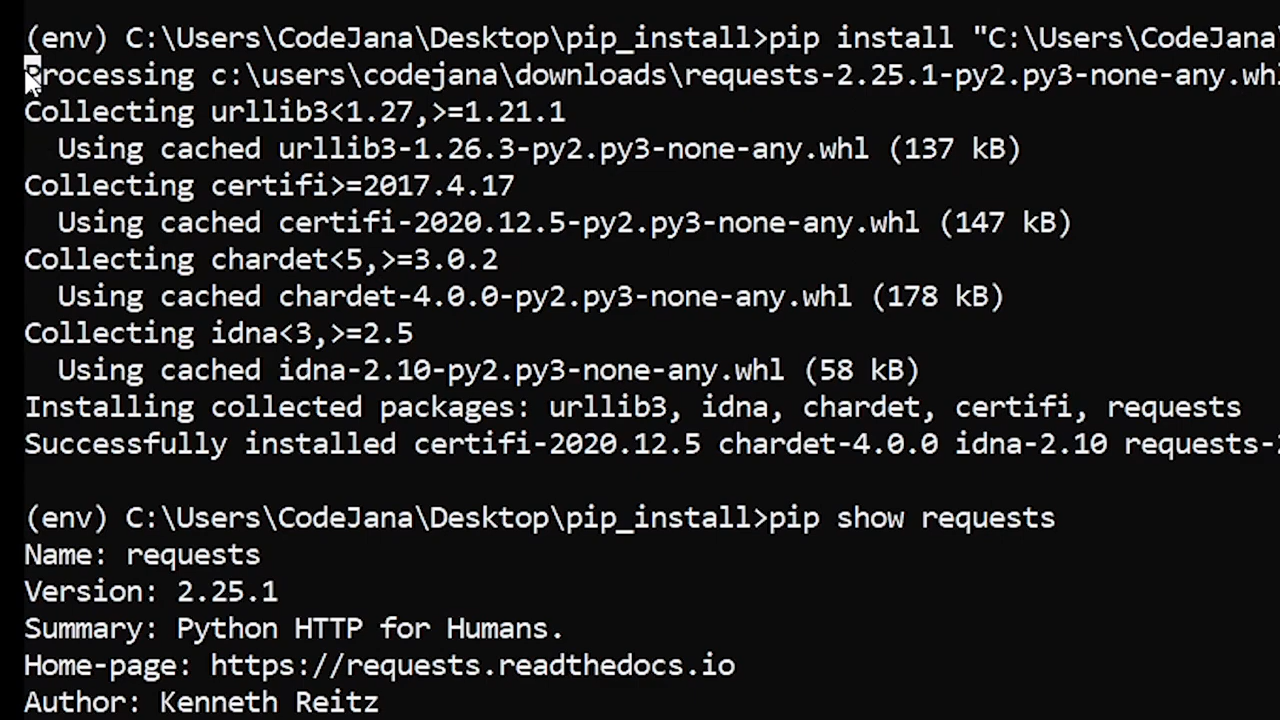 (env) C:\Users\CodeJana\Desktop\pip_install>pip install "C:\Users\CodeJana\
Processing c:\users\codejana\downloads\requests-2.25.1-py2.py3-none-any.whl
Collecting urllib3<1.27,>=1.21.1
Using cached urllib3-1.26.3-py2.py3-none-any.whl (137 kB)
Collecting certifi>=2017.4.17
Using cached certifi-2020.12.5-py2.py3-none-any.whl (147 kB)
Collecting chardet<5,>=3.0.2
Using cached chardet-4.0.0-py2.py3-none-any.whl (178 kB)
Collecting idna<3,>=2.5
Using cached idna-2.10-py2.py3-none-any.whl (58 kB)
Installing collected packages: urllib3, idna, chardet, certifi, requests
Successfully installed certifi-2020.12.5 chardet-4.0.0 idna-2.10 requests-2
(env) C:\Users\CodeJana\Desktop\pip_install>pip show requests
Name: requests
Version: 2.25.1
Summary: Python HTTP for Humans.
Home-page: https://requests.readthedocs.io
Author: Kenneth Reitz